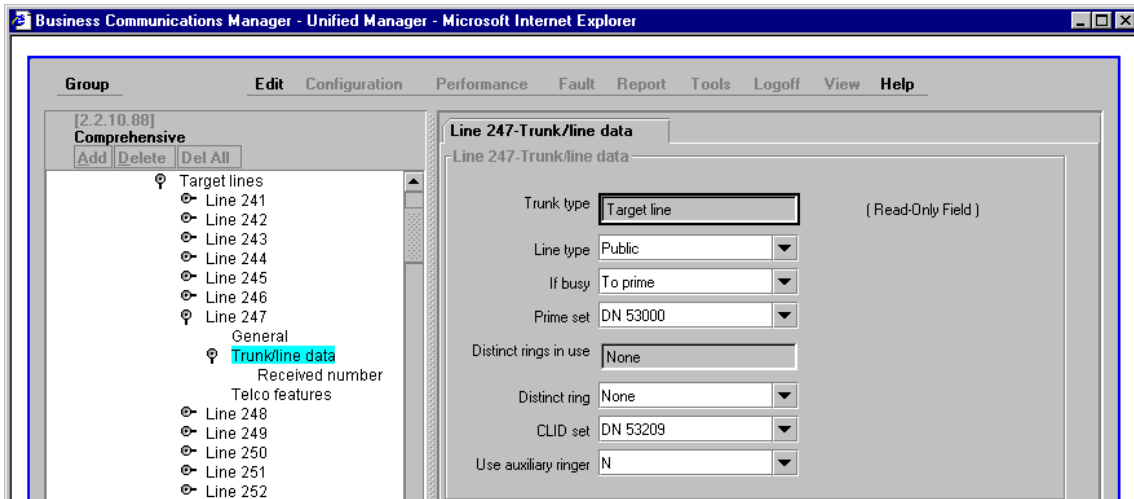 Business Communications Manager - Unified Manager - Microsoft Internet Explorer
Group Edit Configuration Performance Fault Report Tools Logoff View Help
[2.2.10.88]
Comprehensive
Add Delete Del All
Target lines
Line 241
Line 242
Line 243
Line 244
Line 245
Line 246
Line 247
General
Trunk/line data
Received number
Telco features
Line 248
Line 249
Line 250
Line 251
Line 252
Line 247-Trunk/line data
Line 247-Trunk/line data
Trunk type Target line ( Read-Only Field )
Line type Public
If busy To prime
Prime set DN 53000
Distinct rings in use None
Distinct ring None
CLID set DN 53209
Use auxiliary ringer N